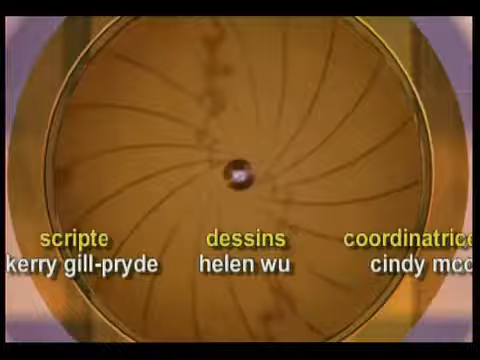 scripte dessins coordinatrice
kerry gill-pryde helen wu cindy